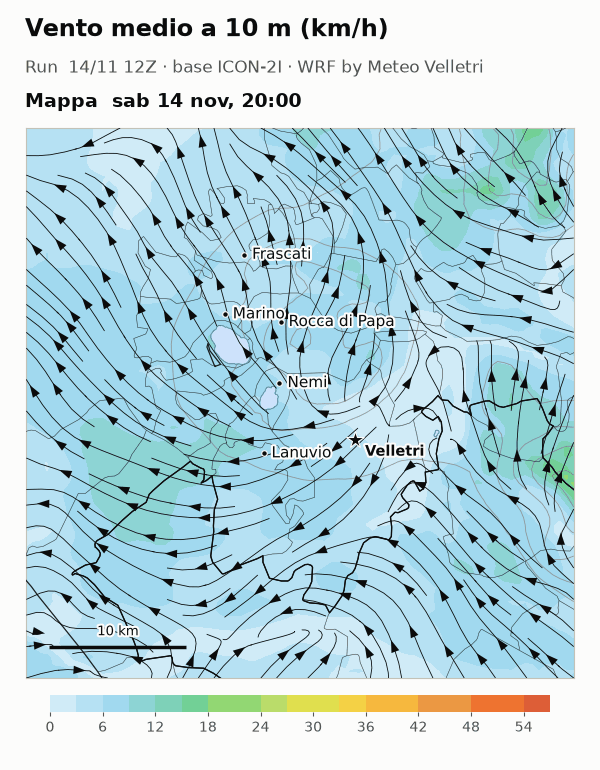 Vento medio a 10 m (km/h)
Run  14/11 12Z · base ICON-2I · WRF by Meteo Velletri
Mappa  sab 14 nov, 20:00
Frascati
Marino
Rocca di Papa
Nemi
Velletri
Lanuvio
10 km
0 6 12 18 24 30 36 42 48 54